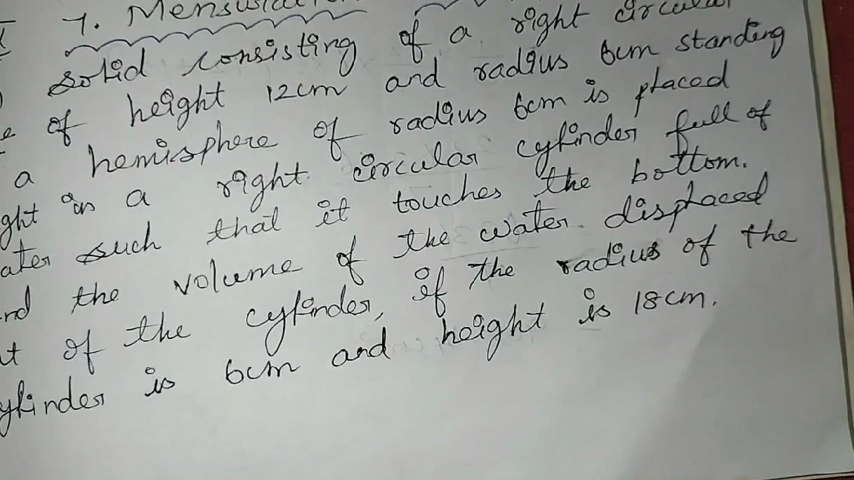 7. Mensuration
solid consisting of a right circular
of height 12cm and radius 6cm standing
a hemisphere of radius 6cm is placed
in a right circular cylinder full of
such that it touches the bottom.
the volume of the water displaced
of the cylinder, if the radius of the
cylinder is 6cm and height is 18cm.